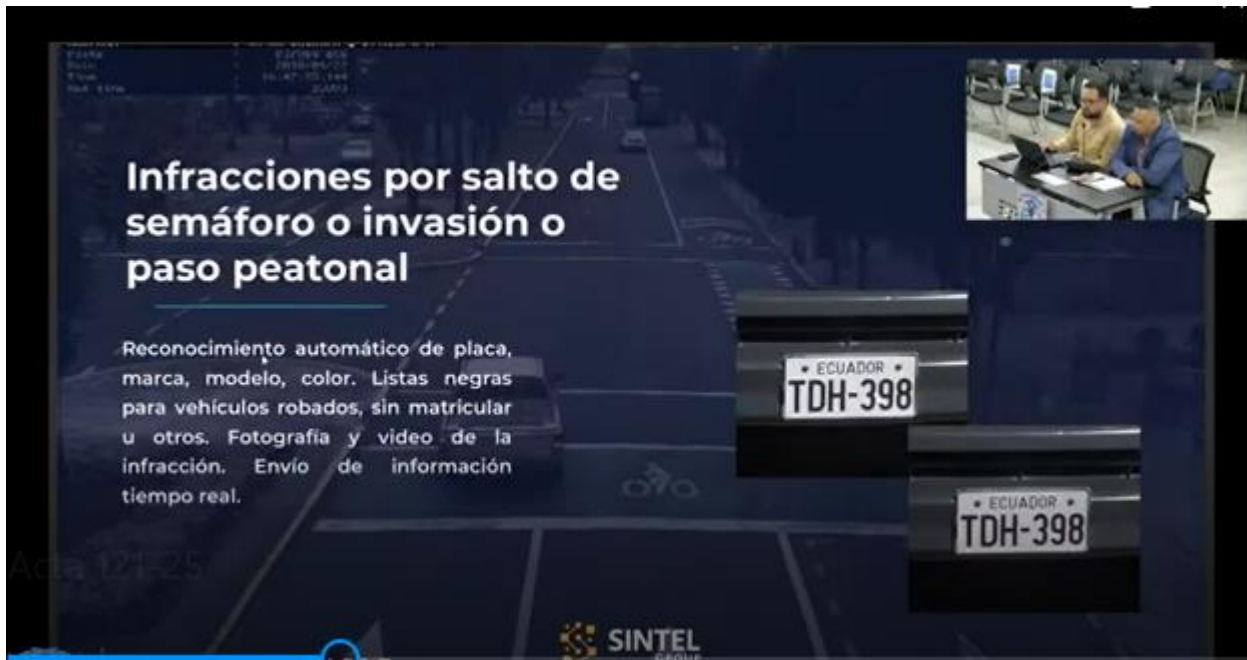 Infracciones por salto de
semáforo o invasión o
paso peatonal
Reconocimiento automático de placa,
marca, modelo, color. Listas negras
para vehículos robados, sin matricular
u otros. Fotografía y video de la
infracción. Envío de información
tiempo real.
ECUADOR
TDH-398
ECUADOR
TDH-398
Acta 121-25
SINTEL
GROUP